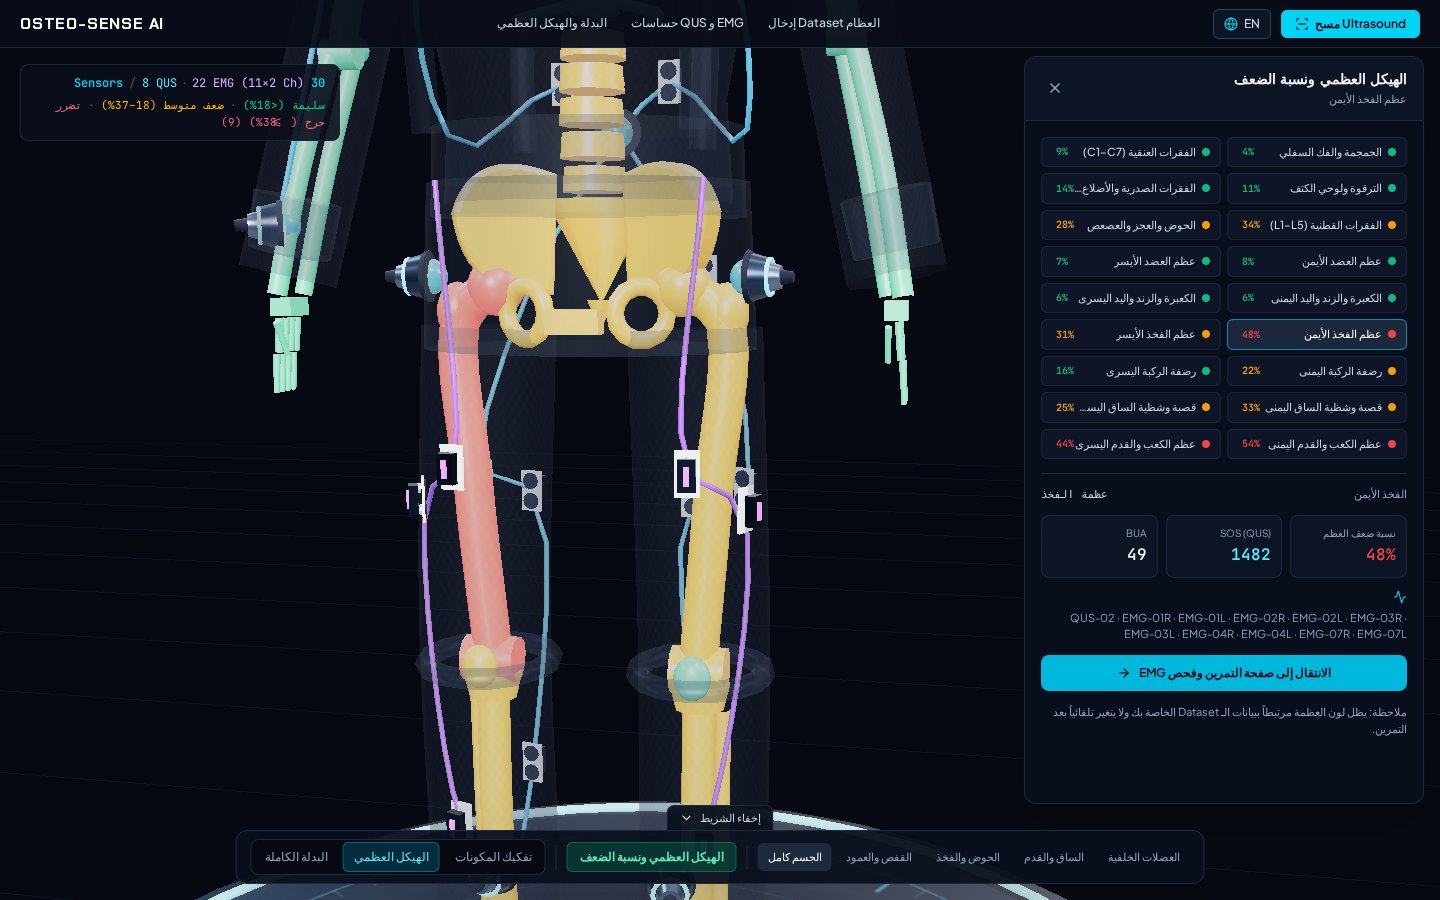 OSTEO-SENSE AI
البدلة والهيكل العظمي
حساسات QUS و EMG
إدخال Dataset العظام
EN
مسح Ultrasound
Sensors / 8 QUS · 22 EMG (11×2 Ch) 30
سليمة (<18%) · ضعف متوسط (18–37%) · تضرر
حرج (≥38%) (9)
الهيكل العظمي ونسبة الضعف
عظم الفخذ الأيمن
الجمجمة والفك السفلي 4%
الفقرات العنقية (C1–C7) 9%
الترقوة ولوحي الكتف 11%
الفقرات الصدرية والأضلاع... 14%
الفقرات القطنية (L1–L5) 34%
الحوض والعجز والعصعص 28%
عظم العضد الأيمن 8%
عظم العضد الأيسر 7%
الكعبرة والزند واليد اليمنى 6%
الكعبرة والزند واليد اليسرى 6%
عظم الفخذ الأيمن 48%
عظم الفخذ الأيسر 31%
رضفة الركبة اليمنى 22%
رضفة الركبة اليسرى 16%
قصبة وشظية الساق اليمنى 33%
قصبة وشظية الساق اليس... 25%
عظم الكعب والقدم اليمنى 54%
عظم الكعب والقدم اليسرى 44%
الفخذ الأيمن
عظمة الفخذ
نسبة ضعف العظم
48%
SOS (QUS)
1482
BUA
49
QUS-02 · EMG-01R · EMG-01L · EMG-02R · EMG-02L · EMG-03R ·
EMG-03L · EMG-04R · EMG-04L · EMG-07R · EMG-07L
الانتقال إلى صفحة التمرين وفحص EMG
ملاحظة: يظل لون العظمة مرتبطاً ببيانات الـ Dataset الخاصة بك ولا يتغير تلقائياً بعد
التمرين.
إخفاء الشريط
البدلة الكاملة
الهيكل العظمي
تفكيك المكونات
الهيكل العظمي ونسبة الضعف
الجسم كامل
القفص والعمود
الحوض والفخذ
الساق والقدم
العضلات الخلفية